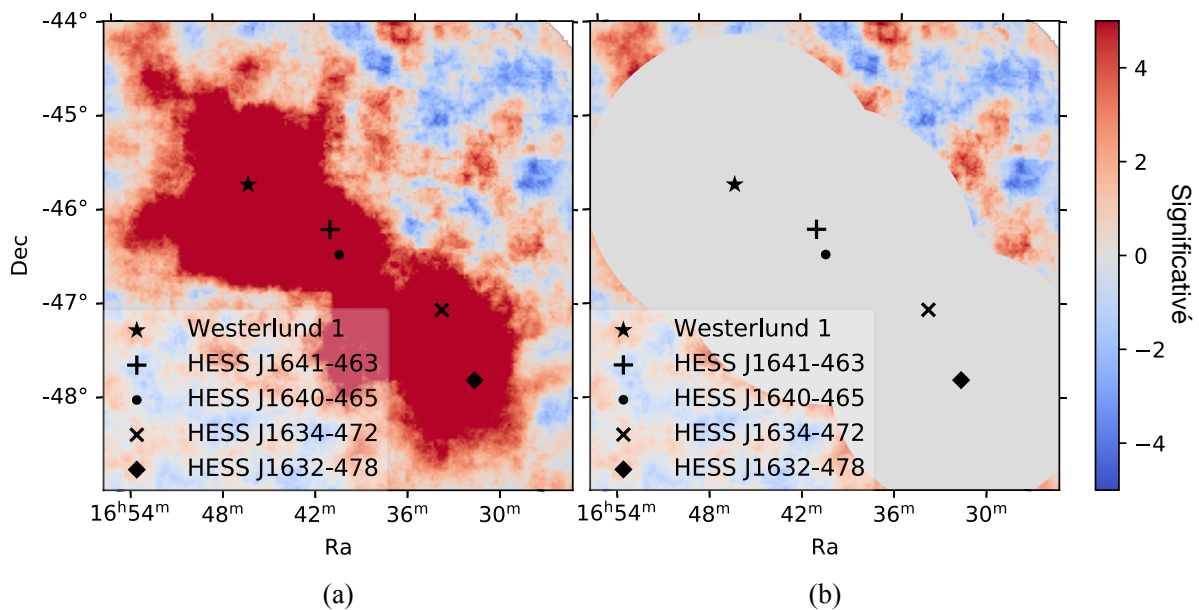 -44°
-45°
-46°
-47°
-48°
Dec
16ʰ54ᵐ 48ᵐ 42ᵐ 36ᵐ 30ᵐ
Ra
Westerlund 1
HESS J1641-463
HESS J1640-465
HESS J1634-472
HESS J1632-478
(a)
16ʰ54ᵐ 48ᵐ 42ᵐ 36ᵐ 30ᵐ
Ra
Westerlund 1
HESS J1641-463
HESS J1640-465
HESS J1634-472
HESS J1632-478
(b)
4
2
0
−2
−4
Significativé